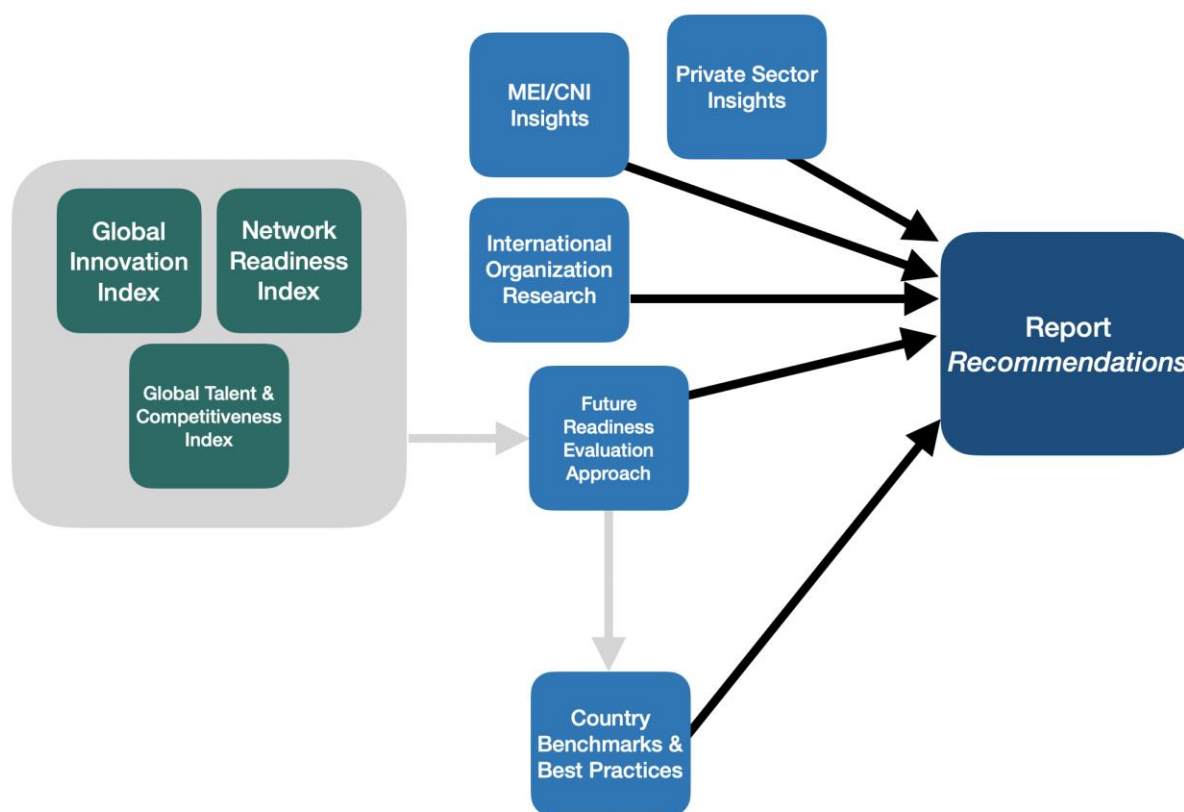 MEI/CNI
Insights
Private Sector
Insights
Global
Innovation
Index
Network
Readiness
Index
International
Organization
Research
Global Talent &
Competitiveness
Index
Future
Readiness
Evaluation
Approach
Report
Recommendations
Country
Benchmarks &
Best Practices